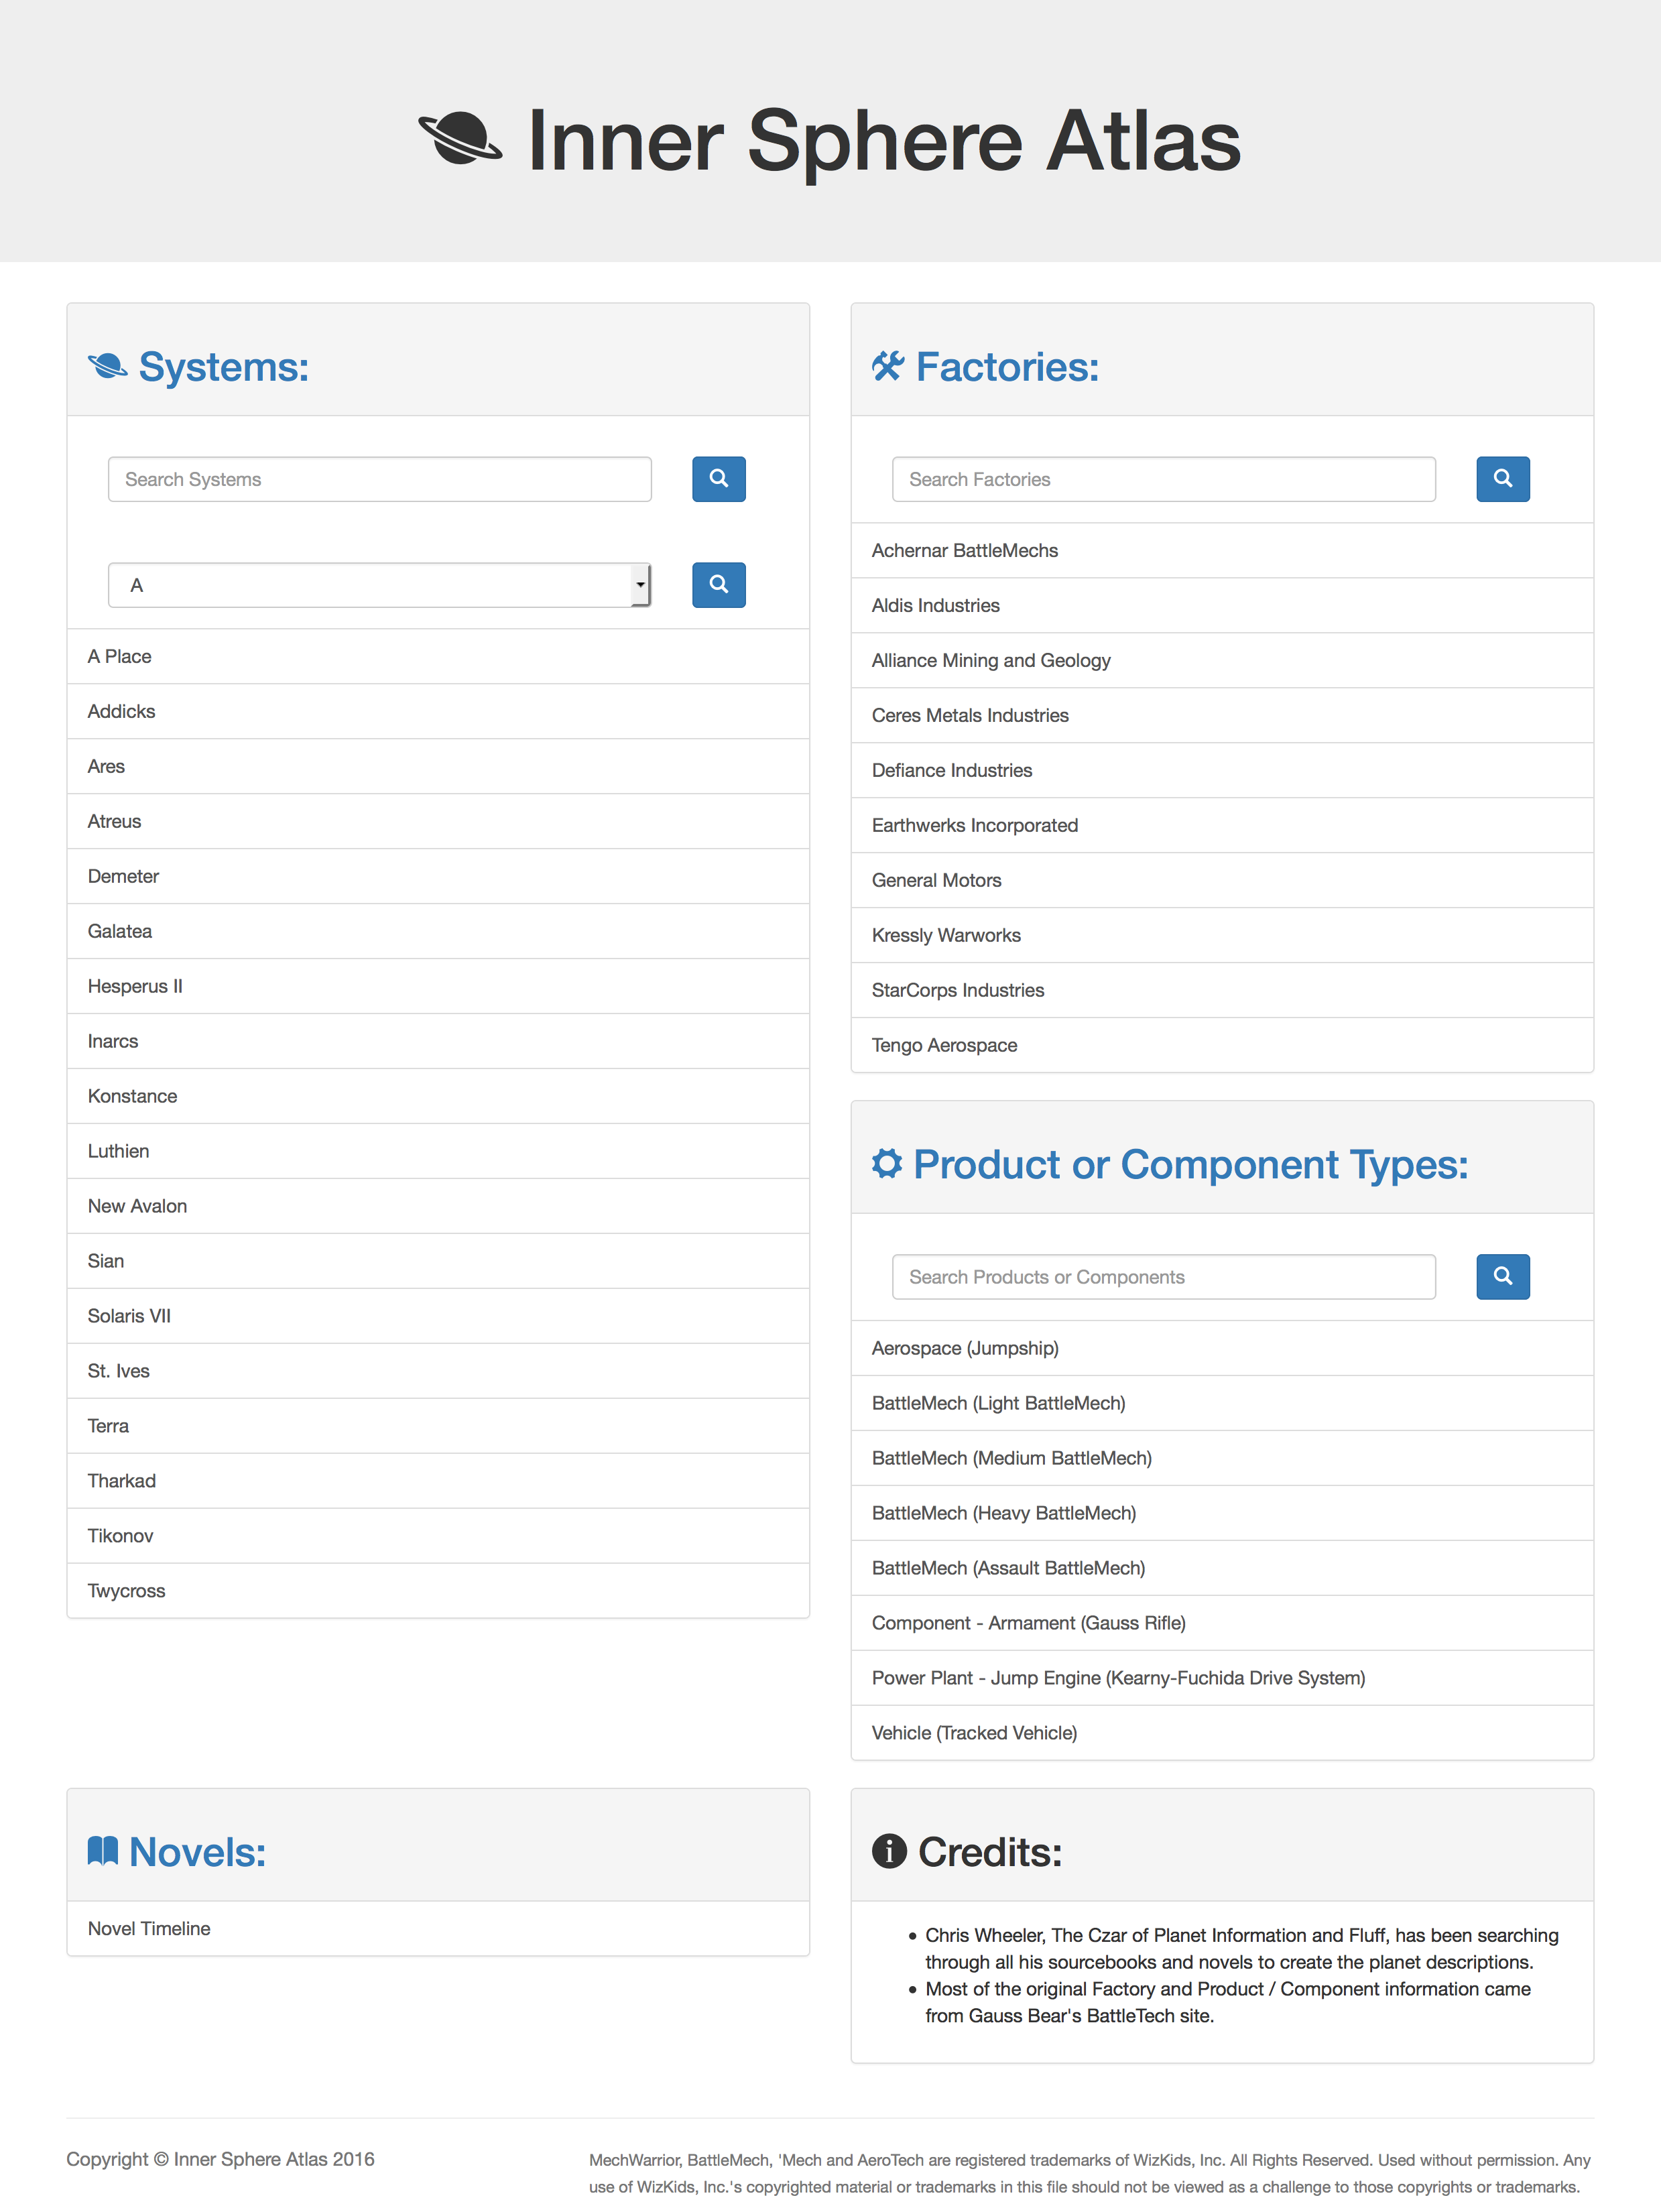 Inner Sphere Atlas
Systems:
Search Systems
A
A Place
Addicks
Ares
Atreus
Demeter
Galatea
Hesperus II
Inarcs
Konstance
Luthien
New Avalon
Sian
Solaris VII
St. Ives
Terra
Tharkad
Tikonov
Twycross
Factories:
Search Factories
Achernar BattleMechs
Aldis Industries
Alliance Mining and Geology
Ceres Metals Industries
Defiance Industries
Earthwerks Incorporated
General Motors
Kressly Warworks
StarCorps Industries
Tengo Aerospace
Product or Component Types:
Search Products or Components
Aerospace (Jumpship)
BattleMech (Light BattleMech)
BattleMech (Medium BattleMech)
BattleMech (Heavy BattleMech)
BattleMech (Assault BattleMech)
Component - Armament (Gauss Rifle)
Power Plant - Jump Engine (Kearny-Fuchida Drive System)
Vehicle (Tracked Vehicle)
Novels:
Novel Timeline
Credits:
• Chris Wheeler, The Czar of Planet Information and Fluff, has been searching
through all his sourcebooks and novels to create the planet descriptions.
• Most of the original Factory and Product / Component information came
from Gauss Bear's BattleTech site.
Copyright © Inner Sphere Atlas 2016
MechWarrior, BattleMech, 'Mech and AeroTech are registered trademarks of WizKids, Inc. All Rights Reserved. Used without permission. Any
use of WizKids, Inc.'s copyrighted material or trademarks in this file should not be viewed as a challenge to those copyrights or trademarks.